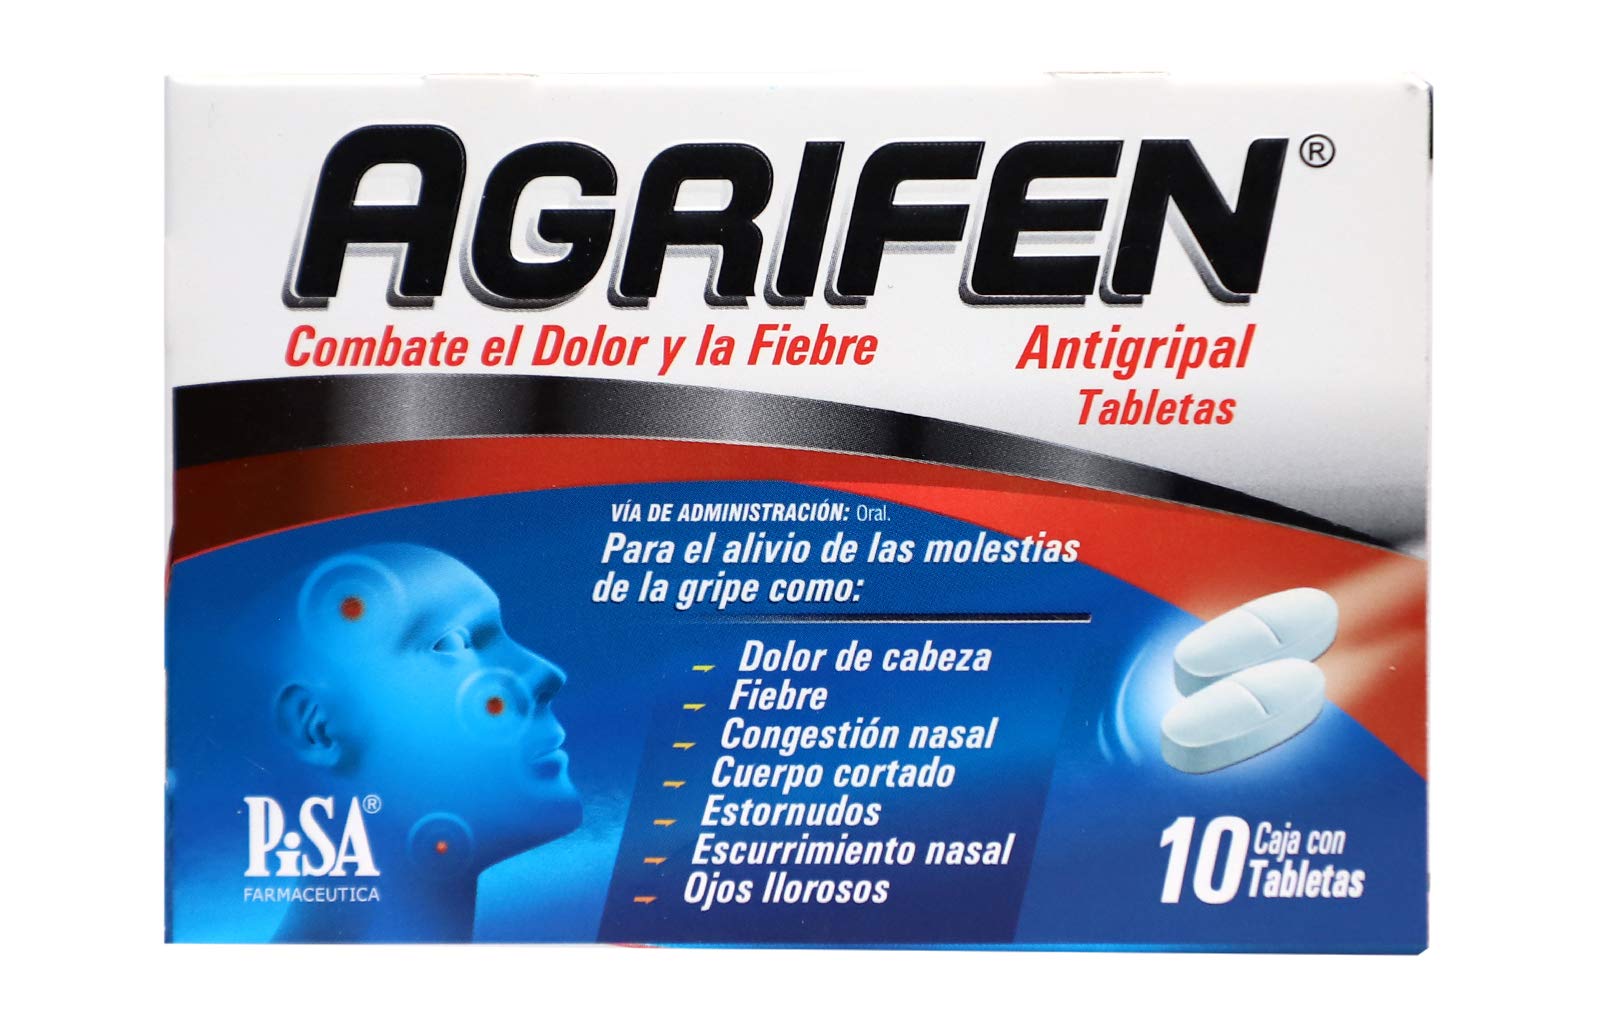 AGRIFEN®
Combate el Dolor y la Fiebre
Antigripal
Tabletas
VÍA DE ADMINISTRACIÓN: Oral.
Para el alivio de las molestias
de la gripe como:
Dolor de cabeza
Fiebre
Congestión nasal
Cuerpo cortado
Estornudos
Escurrimiento nasal
Ojos llorosos
PiSA®
FARMACEUTICA
10 Caja con
Tabletas